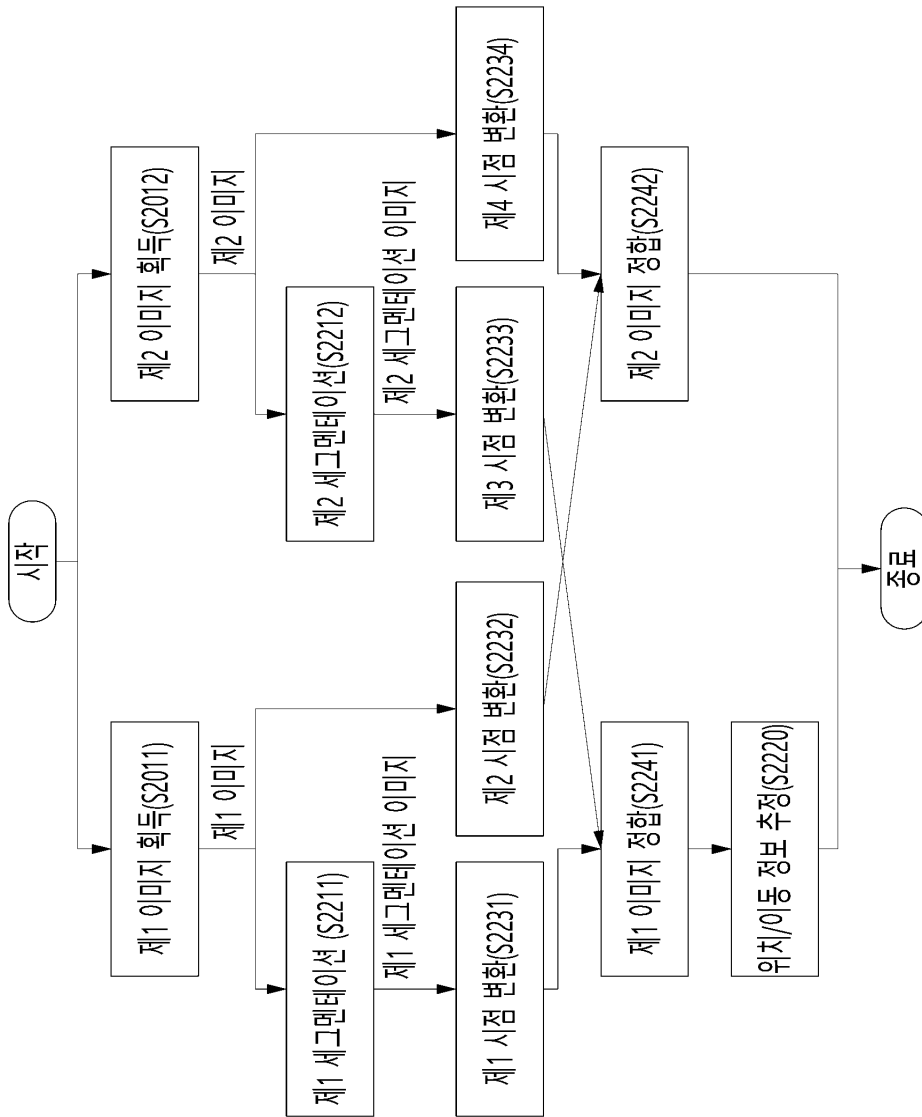 시작
제1 이미지 획득(S2011)
제2 이미지 획득(S2012)
제1 이미지
제2 이미지
제1 세그멘테이션 (S2211)
제2 세그멘테이션(S2212)
제1 세그멘테이션 이미지
제2 세그멘테이션 이미지
제1 시점 변환(S2231)
제2 시점 변환(S2232)
제3 시점 변환(S2233)
제4 시점 변환(S2234)
제1 이미지 정합(S2241)
제2 이미지 정합(S2242)
위치/이동 정보 추정(S2220)
종료